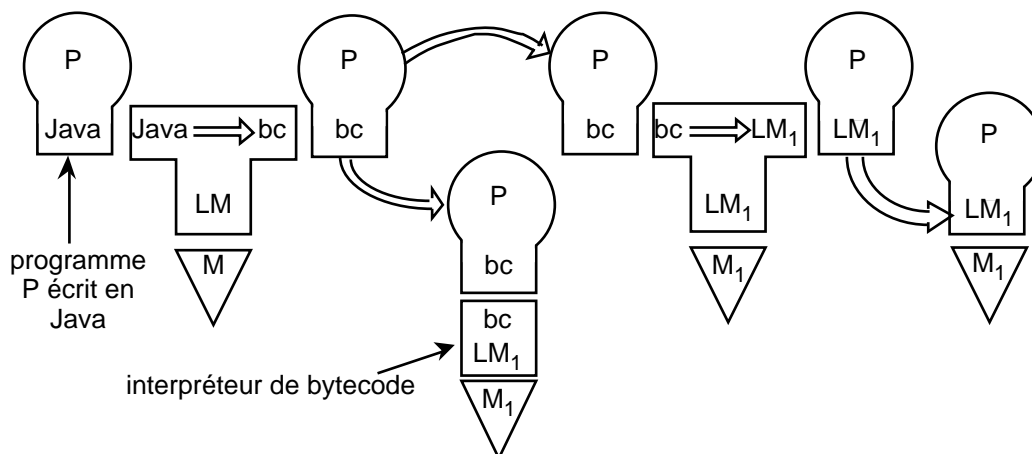 P
Java
Java bc
LM
M
programme
P écrit en
Java
P
bc
P
bc
bc
LM1
M1
interpréteur de bytecode
P
bc
bc LM1
LM1
M1
P
LM1
P
LM1
M1